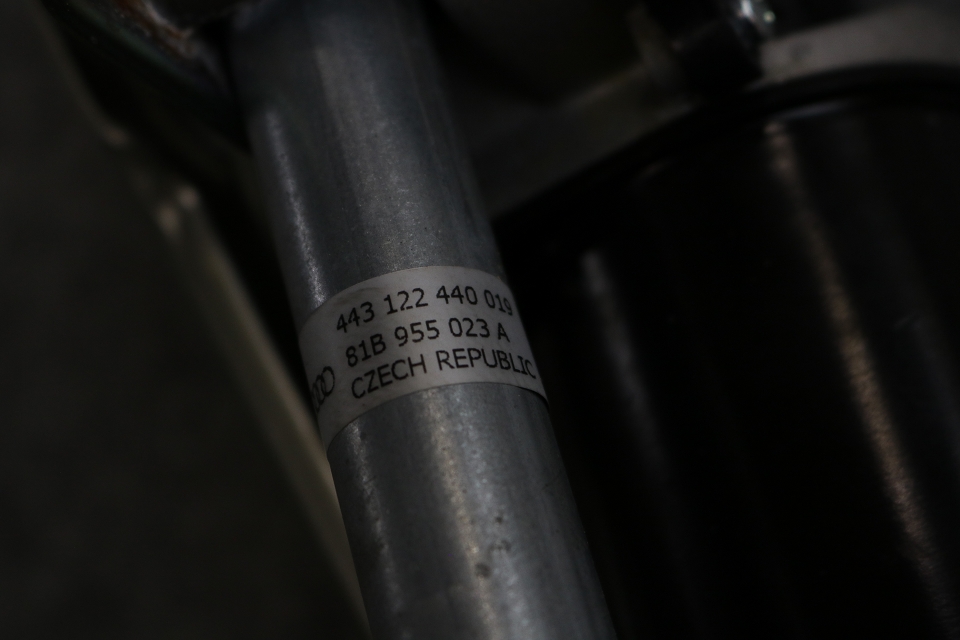 443 122 440 019
81B 955 023 A
CZECH REPUBLIC